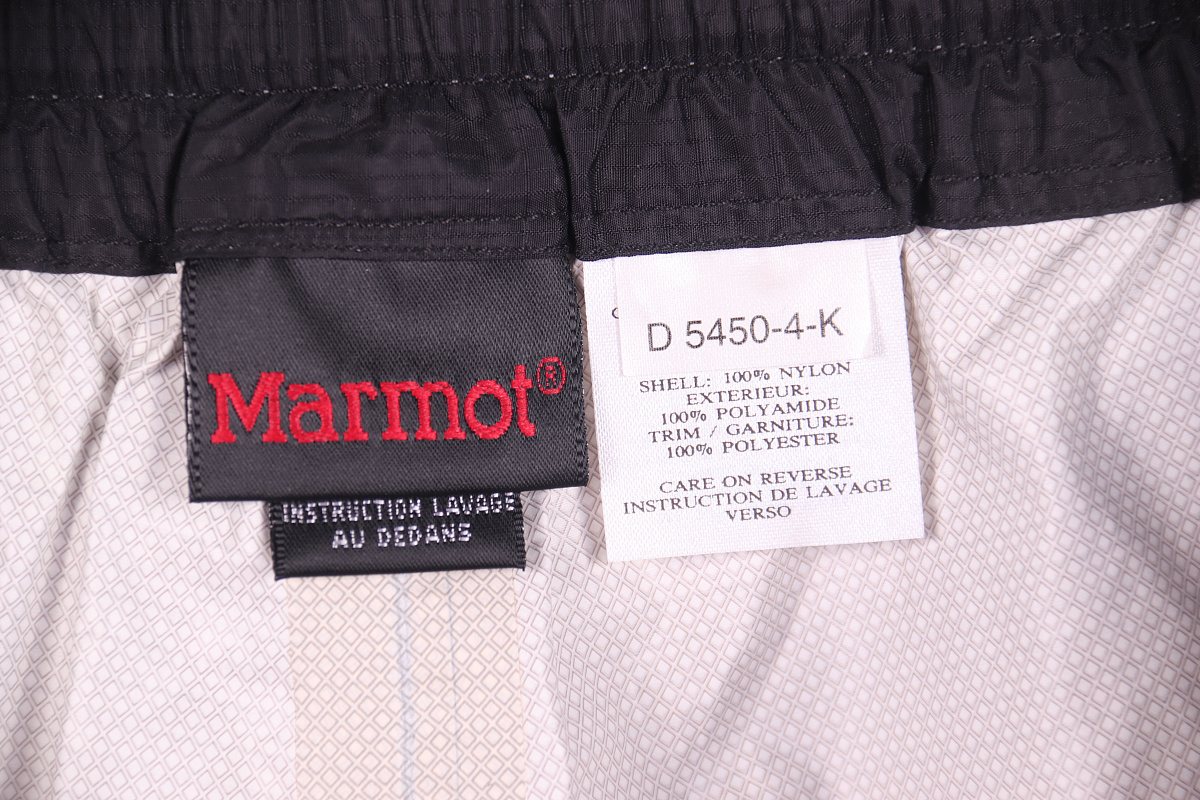 Marmot®
INSTRUCTION LAVAGE
AU DEDANS
D 5450-4-K
SHELL: 100% NYLON
EXTERIEUR:
100% POLYAMIDE
TRIM / GARNITURE:
100% POLYESTER
CARE ON REVERSE
INSTRUCTION DE LAVAGE
VERSO